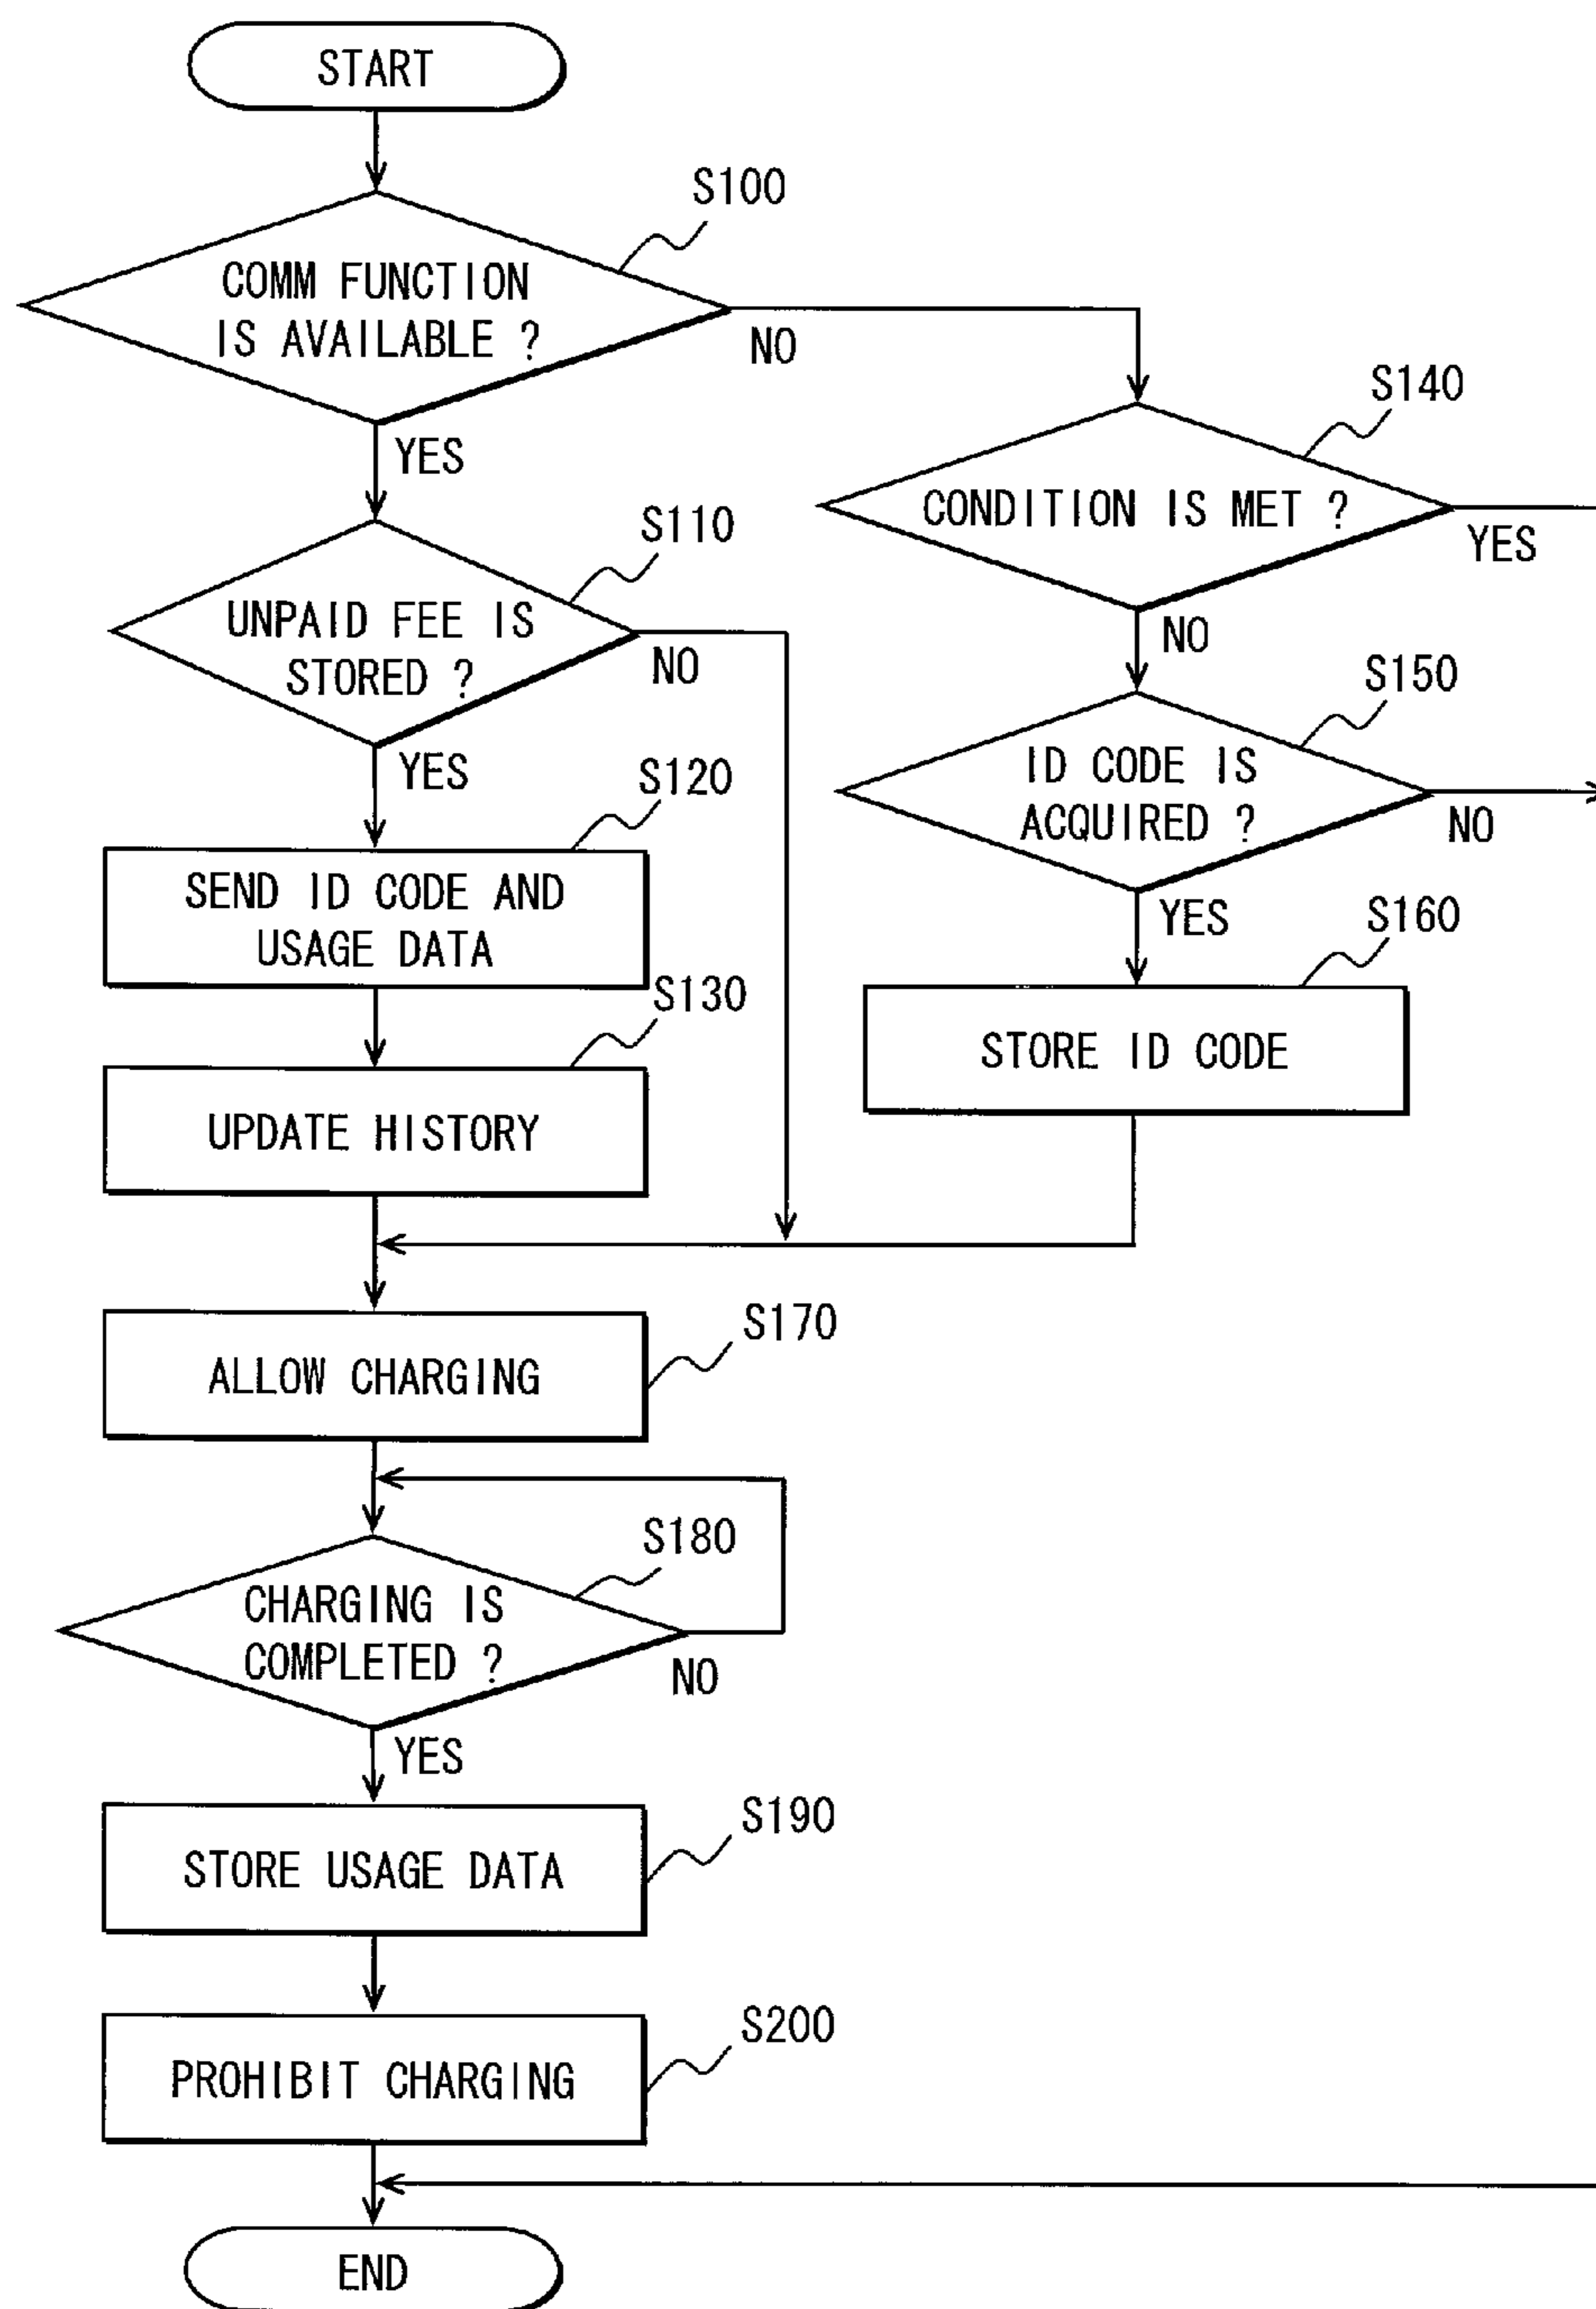 START
S100
COMM FUNCTION
IS AVAILABLE ?
NO
YES
S140
CONDITION IS MET ?
YES
NO
S110
UNPAID FEE IS
STORED ?
NO
YES
S150
ID CODE IS
ACQUIRED ?
NO
YES
S120
SEND ID CODE AND
USAGE DATA
S160
STORE ID CODE
S130
UPDATE HISTORY
S170
ALLOW CHARGING
S180
CHARGING IS
COMPLETED ?
NO
YES
S190
STORE USAGE DATA
S200
PROHIBIT CHARGING
END